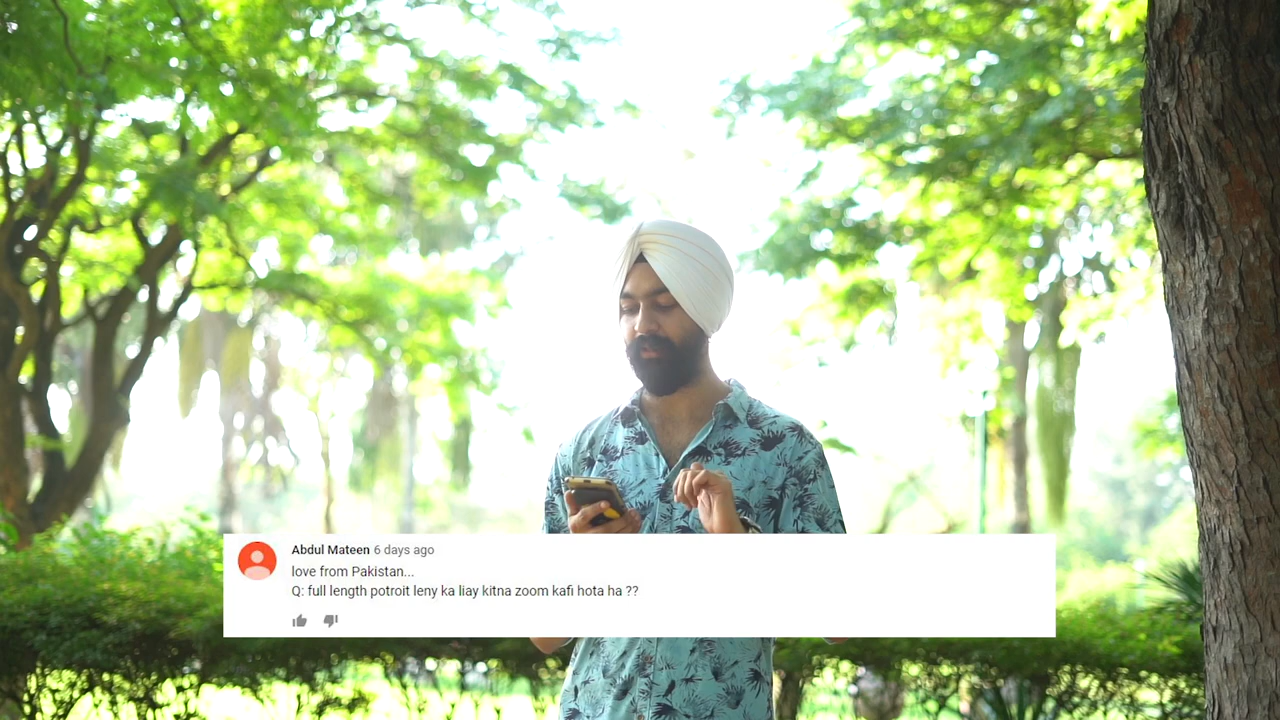 Abdul Mateen 6 days ago
love from Pakistan...
Q: full length potroit leny ka liay kitna zoom kafi hota ha ??